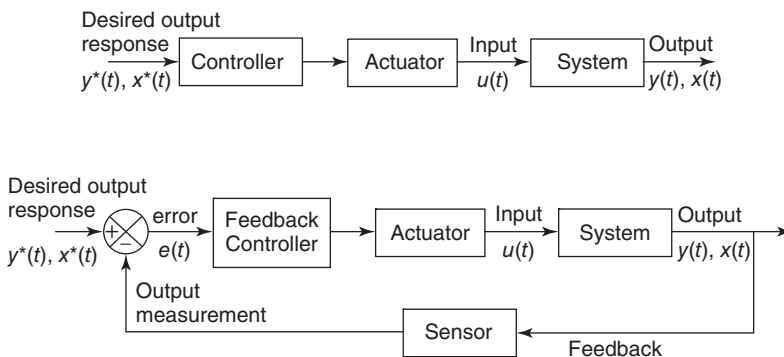 Desired output
response
y*(t), x*(t)
Controller
Actuator
Input
u(t)
System
Output
y(t), x(t)
Desired output
response
y*(t), x*(t)
+
−
error
e(t)
Feedback
Controller
Actuator
Input
u(t)
System
Output
y(t), x(t)
Output
measurement
Sensor
Feedback